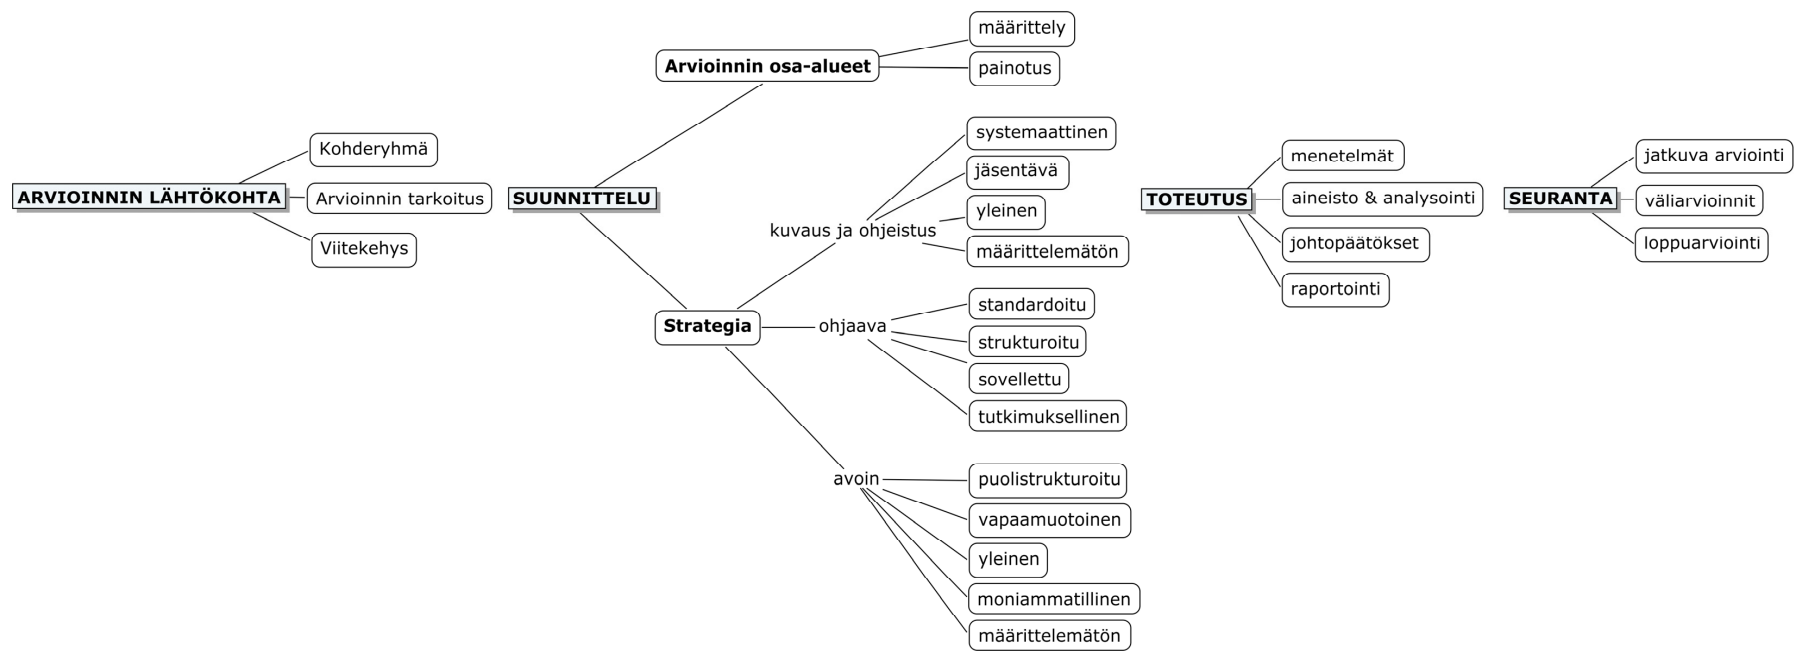 ARVIOINNIN LÄHTÖKOHTA
Kohderyhmä
Arvioinnin tarkoitus
Viitekehys
SUUNNITTELU
Arvioinnin osa-alueet
määrittely
painotus
Strategia
kuvaus ja ohjeistus
systemaattinen
jäsentävä
yleinen
määrittelemätön
ohjaava
standardoitu
strukturoitu
sovellettu
tutkimuksellinen
avoin
puolistrukturoitu
vapaamuotoinen
yleinen
moniammatillinen
määrittelemätön
TOTEUTUS
menetelmät
aineisto & analysointi
johtopäätökset
raportointi
SEURANTA
jatkuva arviointi
väliarvioinnit
loppuarviointi